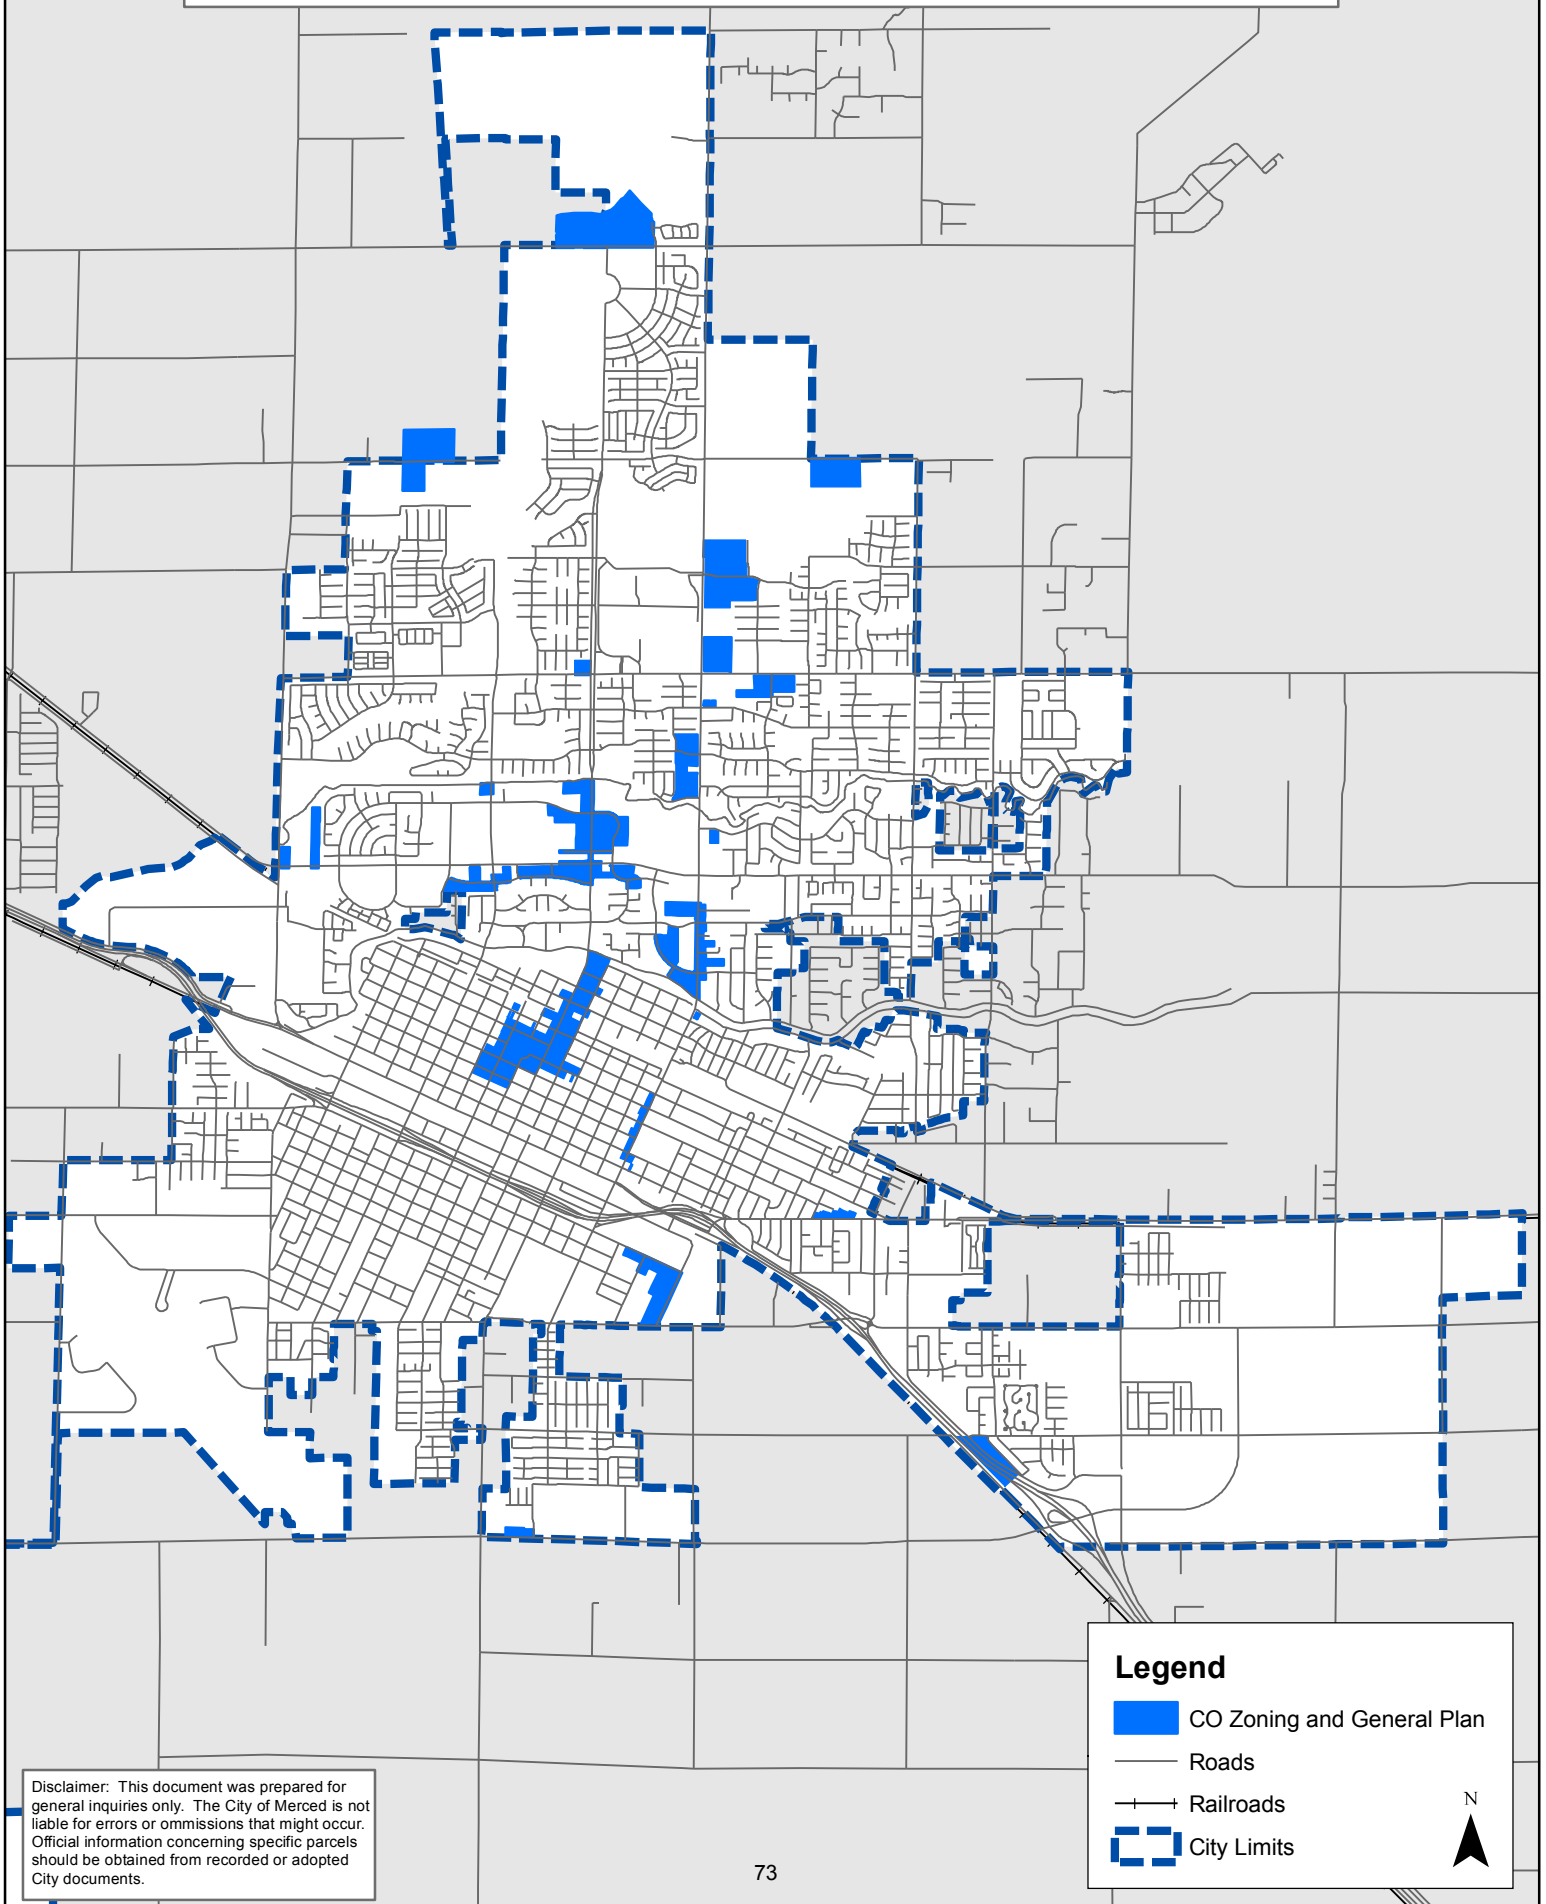 Legend
CO Zoning and General Plan
Roads
Railroads
City Limits
N
Disclaimer: This document was prepared for
general inquiries only. The City of Merced is not
liable for errors or ommissions that might occur.
Official information concerning specific parcels
should be obtained from recorded or adopted
City documents.
73